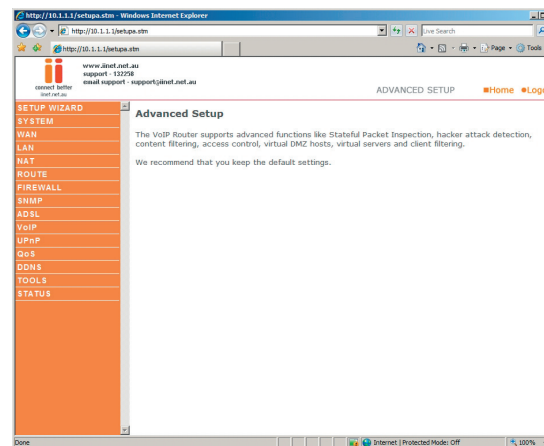 http://10.1.1.1/setupa.stm - Windows Internet Explorer
http://10.1.1.1/setupa.stm
Live Search
http://10.1.1.1/setupa.stm
Page
Tools
www.iinet.net.au
support - 132258
email support - support@iinet.net.au
connect better
iinet.net.au
ADVANCED SETUP
Home
Logo
SETUP WIZARD
SYSTEM
WAN
LAN
NAT
ROUTE
FIREWALL
SNMP
ADSL
VoIP
UPnP
QoS
DDNS
TOOLS
STATUS
Advanced Setup
The VoIP Router supports advanced functions like Stateful Packet Inspection, hacker attack detection,
content filtering, access control, virtual DMZ hosts, virtual servers and client filtering.
We recommend that you keep the default settings.
Done
Internet | Protected Mode: Off
100%